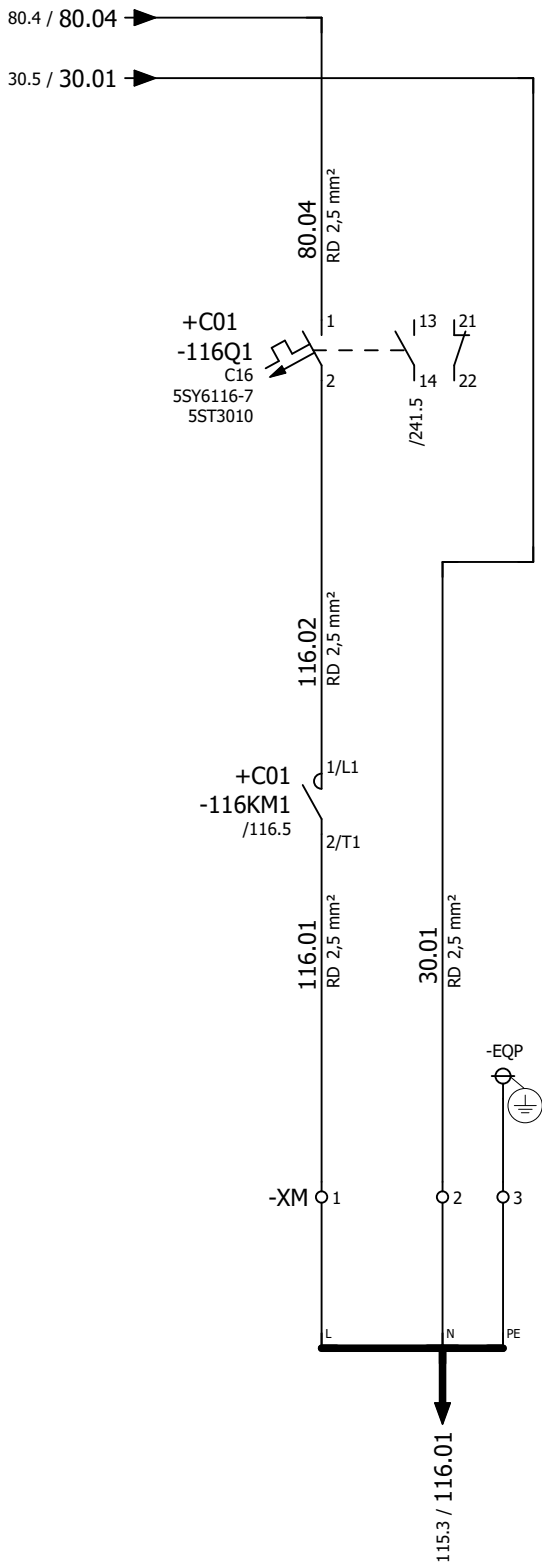 80.4 / 80.04
30.5 / 30.01
80.04
RD 2,5 mm²
+C01
-116Q1
C16
5SY6116-7
5ST3010
1
2
13
14
21
22
/241.5
116.02
RD 2,5 mm²
+C01
-116KM1
/116.5
1/L1
2/T1
116.01
RD 2,5 mm²
30.01
RD 2,5 mm²
-EQP
-XM
1
2
3
L
N
PE
115.3 / 116.01